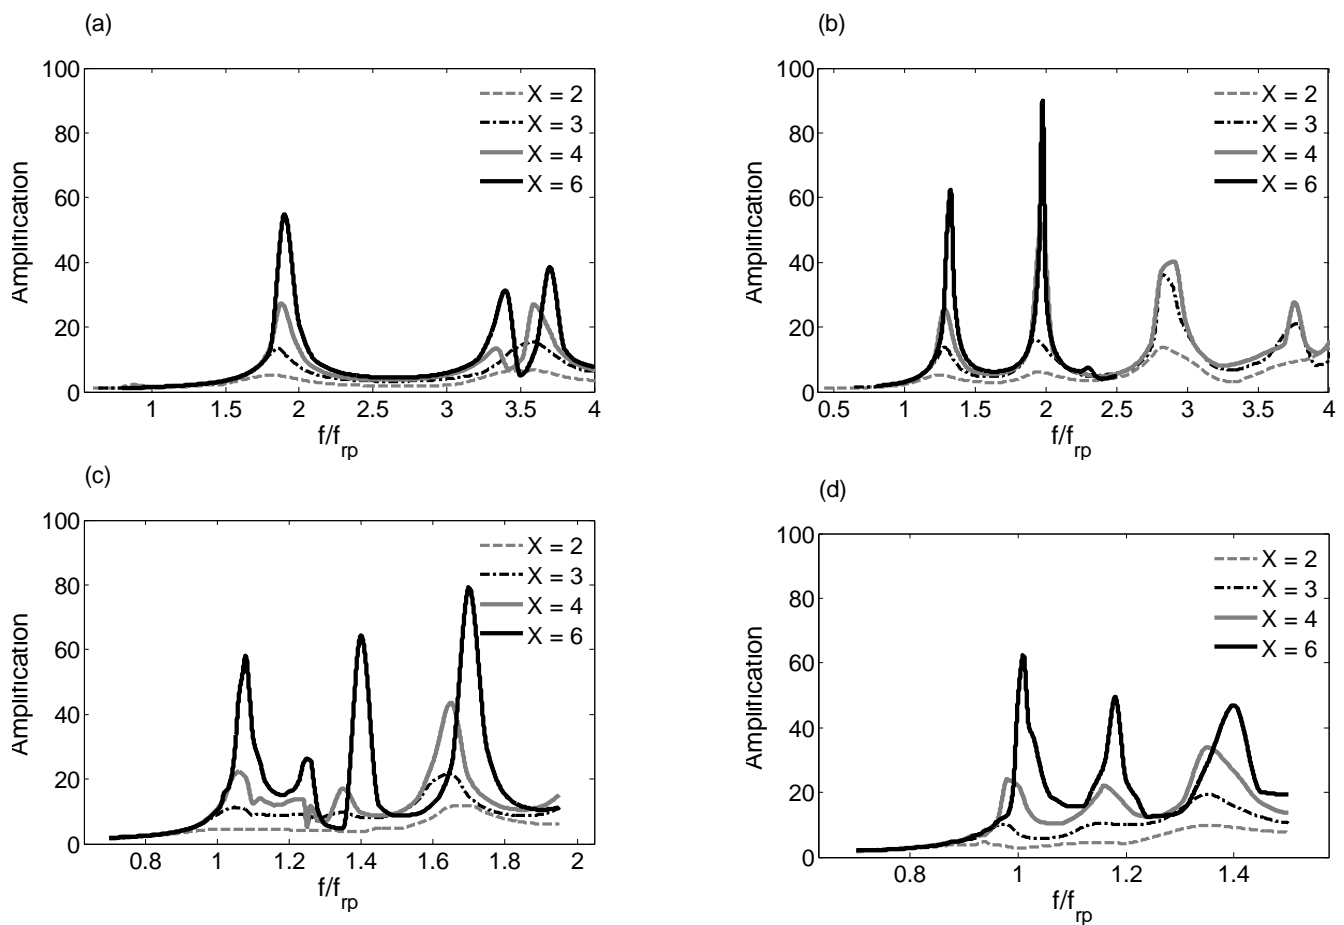 (a)
100
80
60
40
20
0
Amplification
1 1.5 2 2.5 3 3.5 4
f/f_rp
X = 2
X = 3
X = 4
X = 6
(b)
100
80
60
40
20
0
Amplification
0.5 1 1.5 2 2.5 3 3.5 4
f/f_rp
X = 2
X = 3
X = 4
X = 6
(c)
100
80
60
40
20
0
Amplification
0.8 1 1.2 1.4 1.6 1.8 2
f/f_rp
X = 2
X = 3
X = 4
X = 6
(d)
100
80
60
40
20
0
Amplification
0.8 1 1.2 1.4
f/f_rp
X = 2
X = 3
X = 4
X = 6